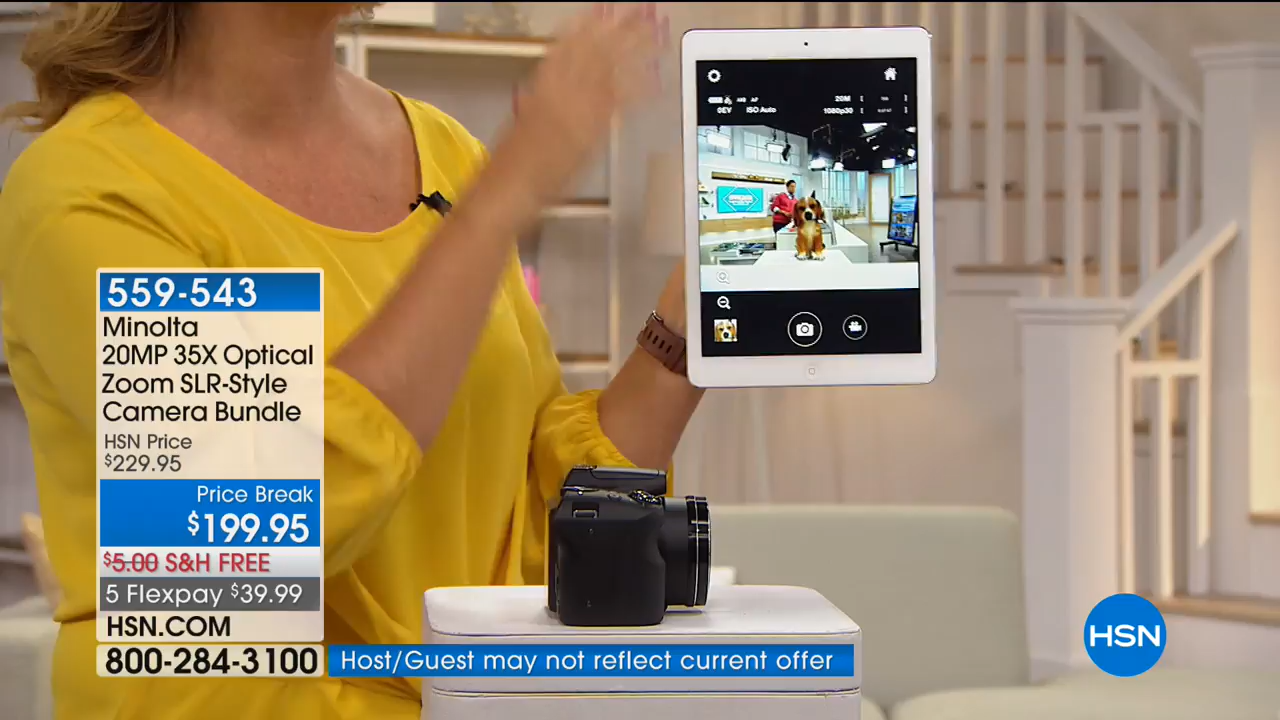 559-543
Minolta
20MP 35X Optical
Zoom SLR-Style
Camera Bundle
HSN Price
$229.95
Price Break
$199.95
$5.00 S&H FREE
5 Flexpay $39.99
HSN.COM
800-284-3100
Host/Guest may not reflect current offer
HSN
20M
0EV ISO Auto 1080p30